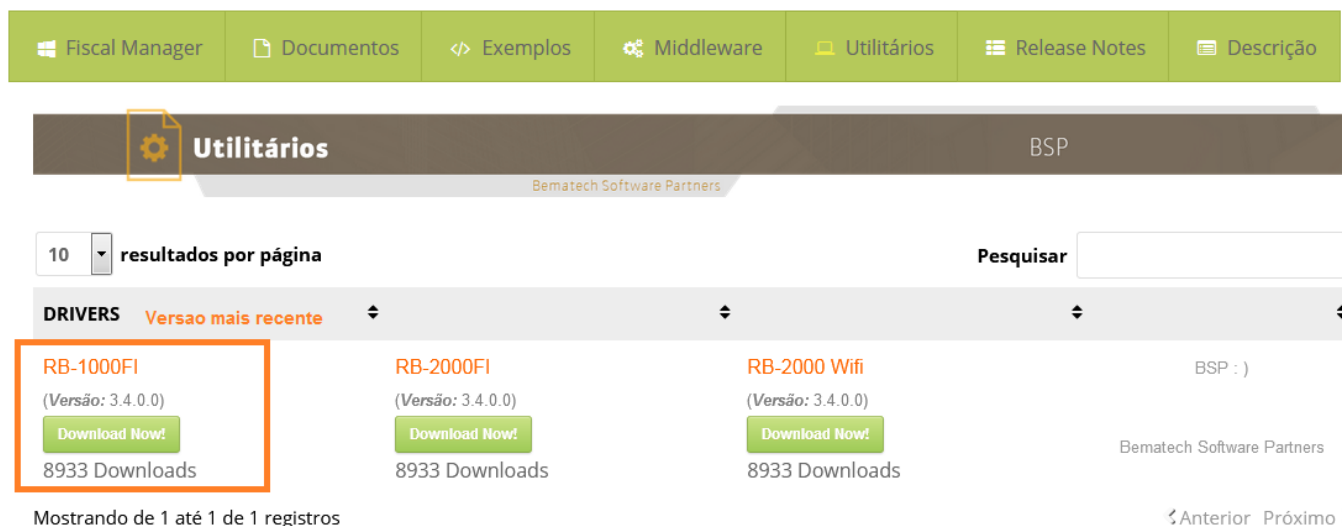 Fiscal Manager Documentos </> Exemplos Middleware Utilitários Release Notes Descrição
Utilitários BSP
Bematech Software Partners
10 resultados por página Pesquisar
DRIVERS Versao mais recente
RB-1000FI RB-2000FI RB-2000 Wifi BSP : )
(Versão: 3.4.0.0) (Versão: 3.4.0.0) (Versão: 3.4.0.0)
Download Now! Download Now! Download Now!
Bematech Software Partners
8933 Downloads 8933 Downloads 8933 Downloads
Mostrando de 1 até 1 de 1 registros Anterior Próximo